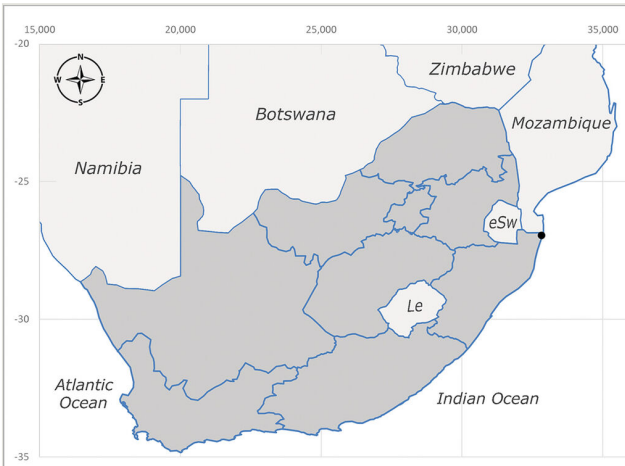 15,000 20,000 25,000 30,000 35,000
-20
N
W E
S
Zimbabwe
Botswana
Mozambique
Namibia
-25
eSw
Le
-30
Atlantic
Ocean
Indian Ocean
-35